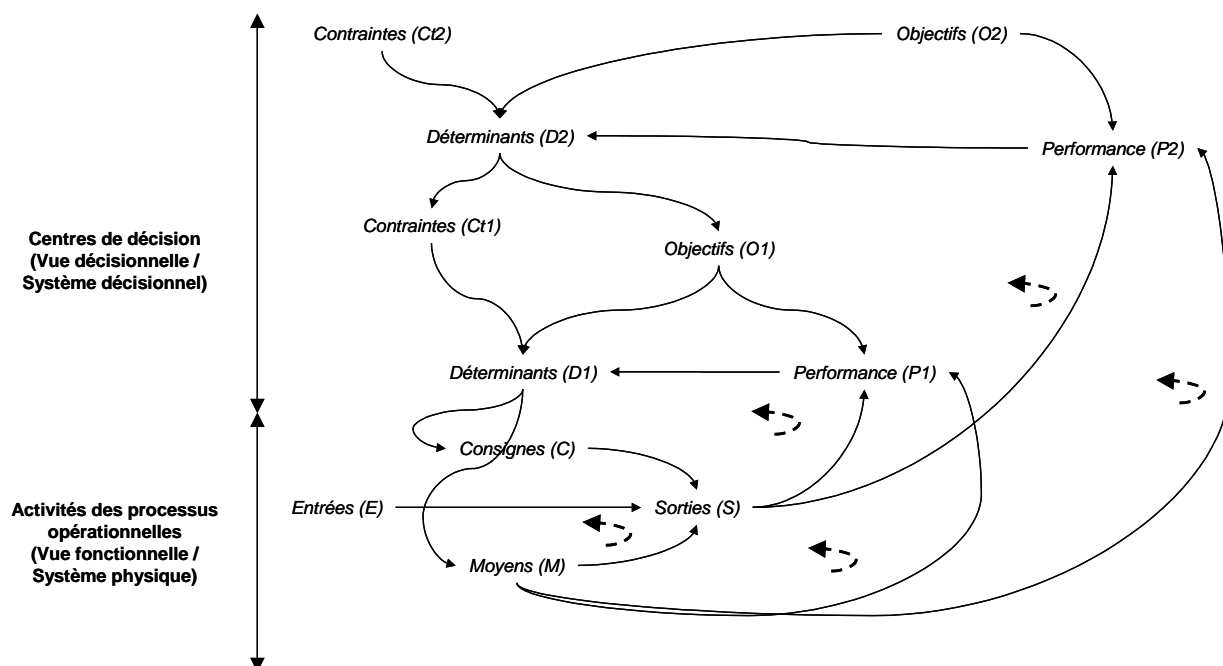 Contraintes (Ct2)
Objectifs (O2)
Déterminants (D2)
Performance (P2)
Contraintes (Ct1)
Centres de décision
(Vue décisionnelle /
Système décisionnel)
Objectifs (O1)
Déterminants (D1)
Performance (P1)
Consignes (C)
Entrées (E)
Sorties (S)
Activités des processus
opérationnelles
(Vue fonctionnelle /
Système physique)
Moyens (M)